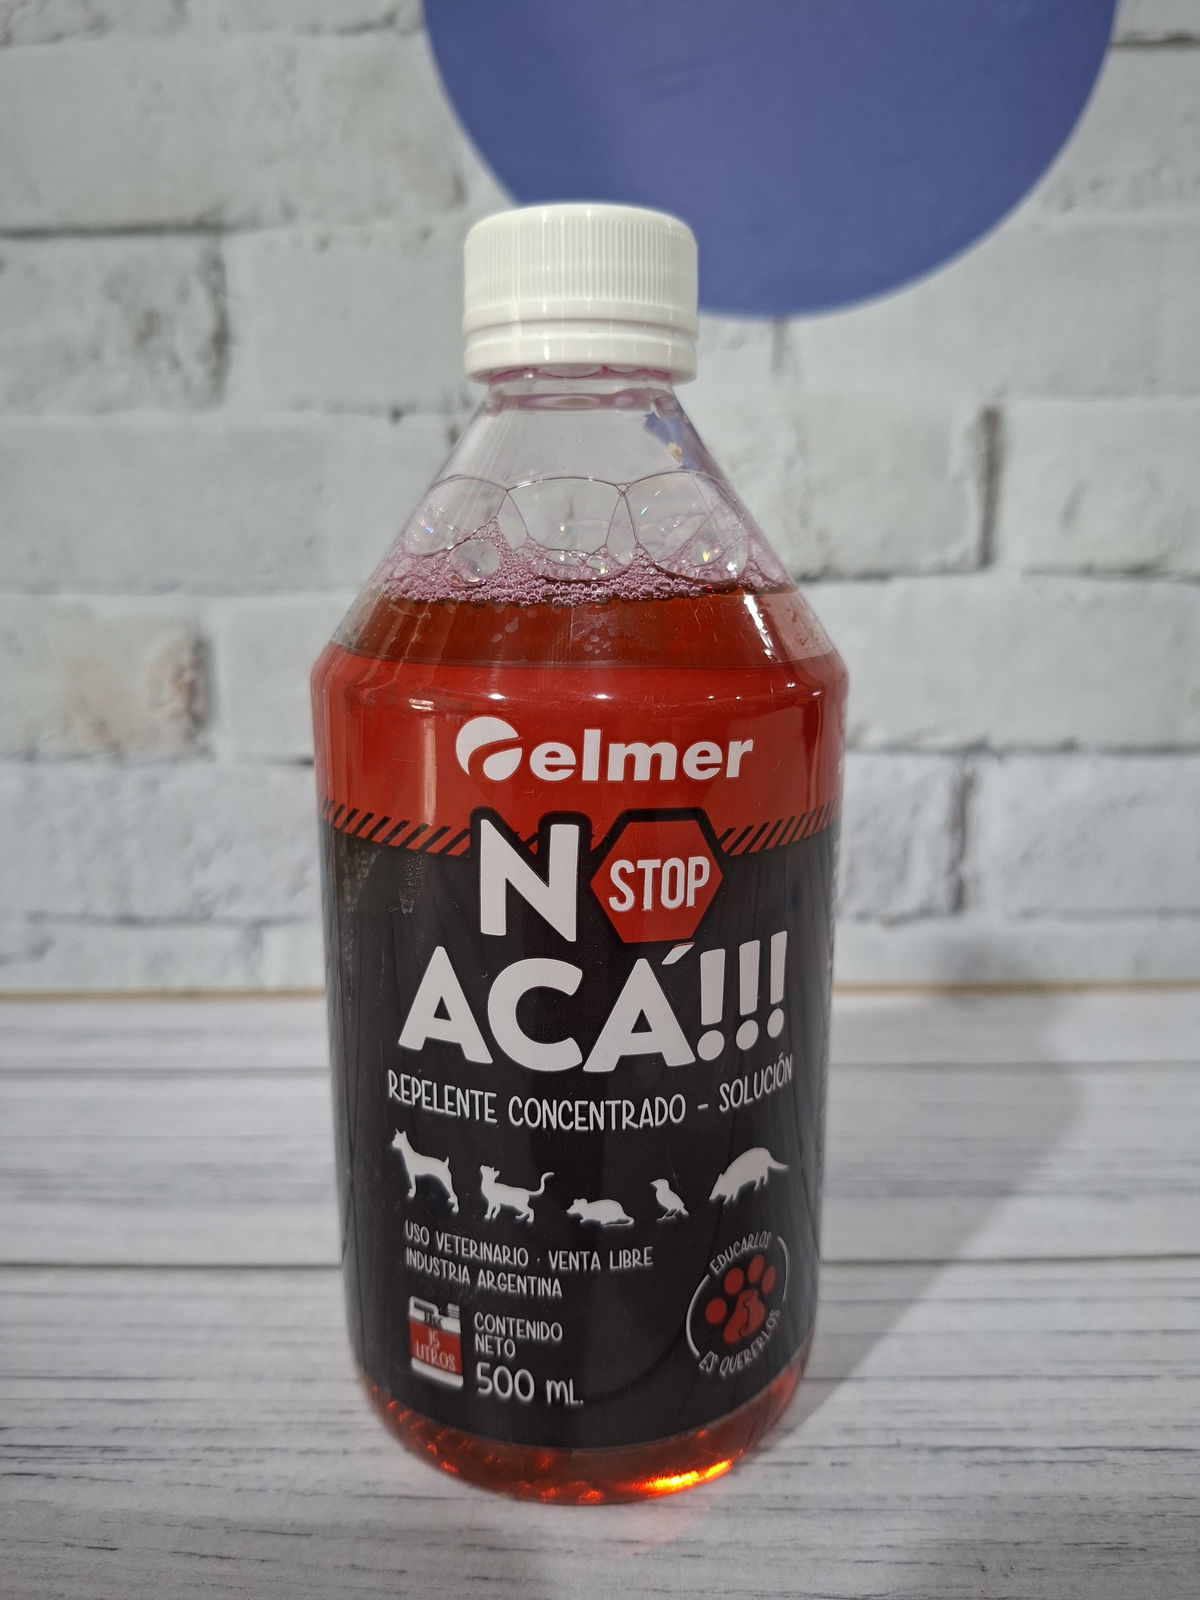 elmer
NO STOP
ACÁ!!!
REPELENTE CONCENTRADO - SOLUCIÓN
USO VETERINARIO · VENTA LIBRE
INDUSTRIA ARGENTINA
15
LITROS
CONTENIDO
NETO
500 mL.
EDUCARLOS
ES QUERERLOS